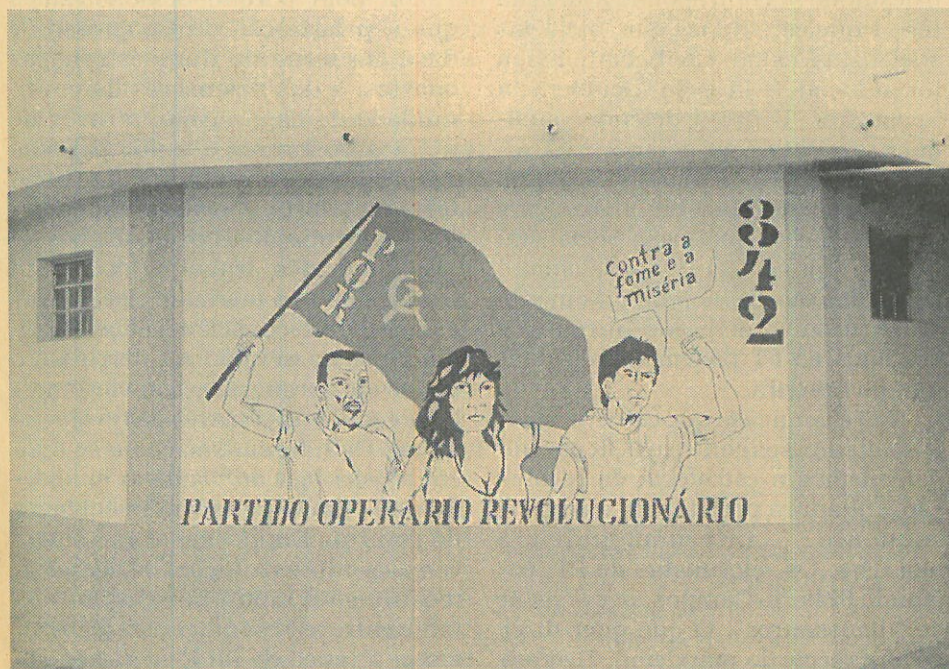 POR
Contra a
fome e a
miséria
342
PARTIDO OPERÁRIO REVOLUCIONÁRIO